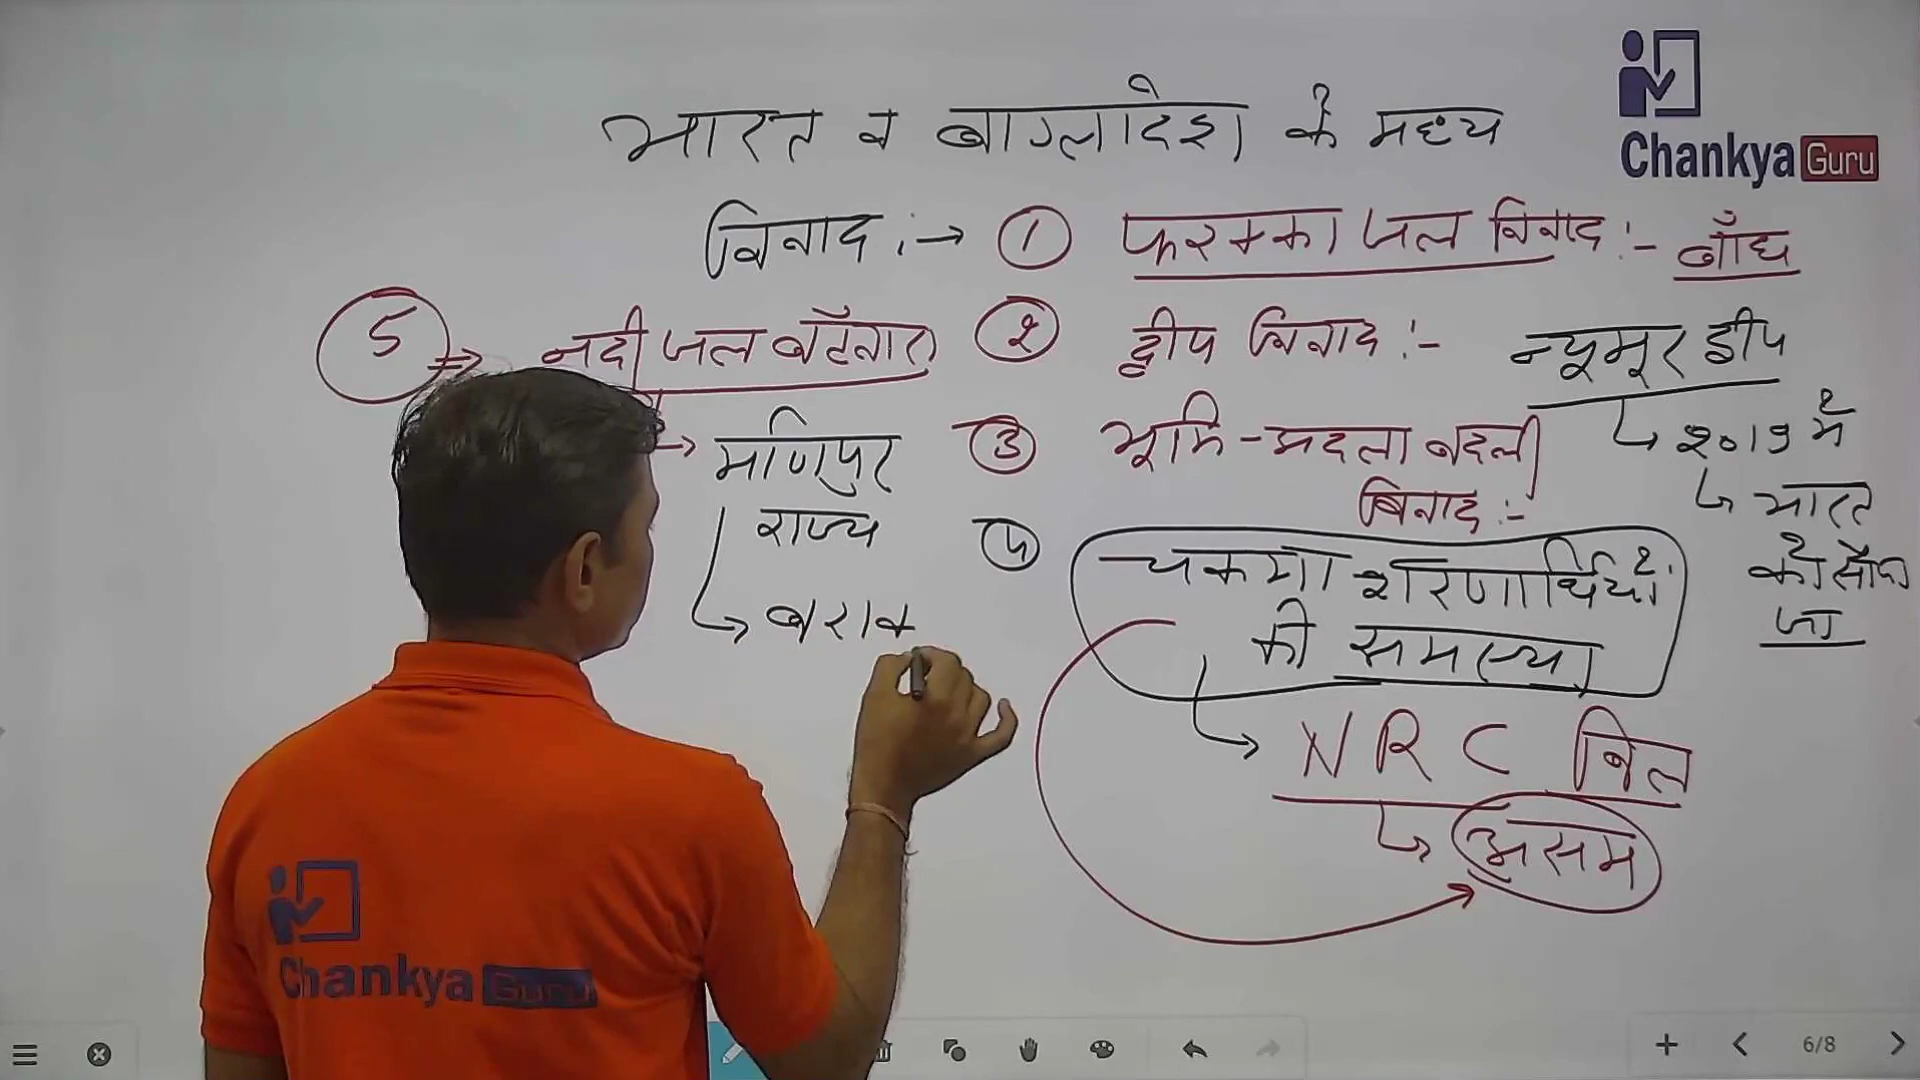 भारत व बाग्लादेश के मध्य
विवाद :→ ① फरक्का जल विवाद :- बाँध
② द्वीप विवाद :- न्यूमूर द्वीप
↳ 2019 में
↳ भारत
को सौंपा
जा
③ भूमि - अदला बदली
विवाद :-
④ चकमा शरणार्थियों
की समस्या
↳ NRC बिल
↳ असम
⑤ ⇒ नदी जल बँटवारा
→ मणिपुर
राज्य
↳ बराक
Chankya Guru
Chankya Guru
6/8